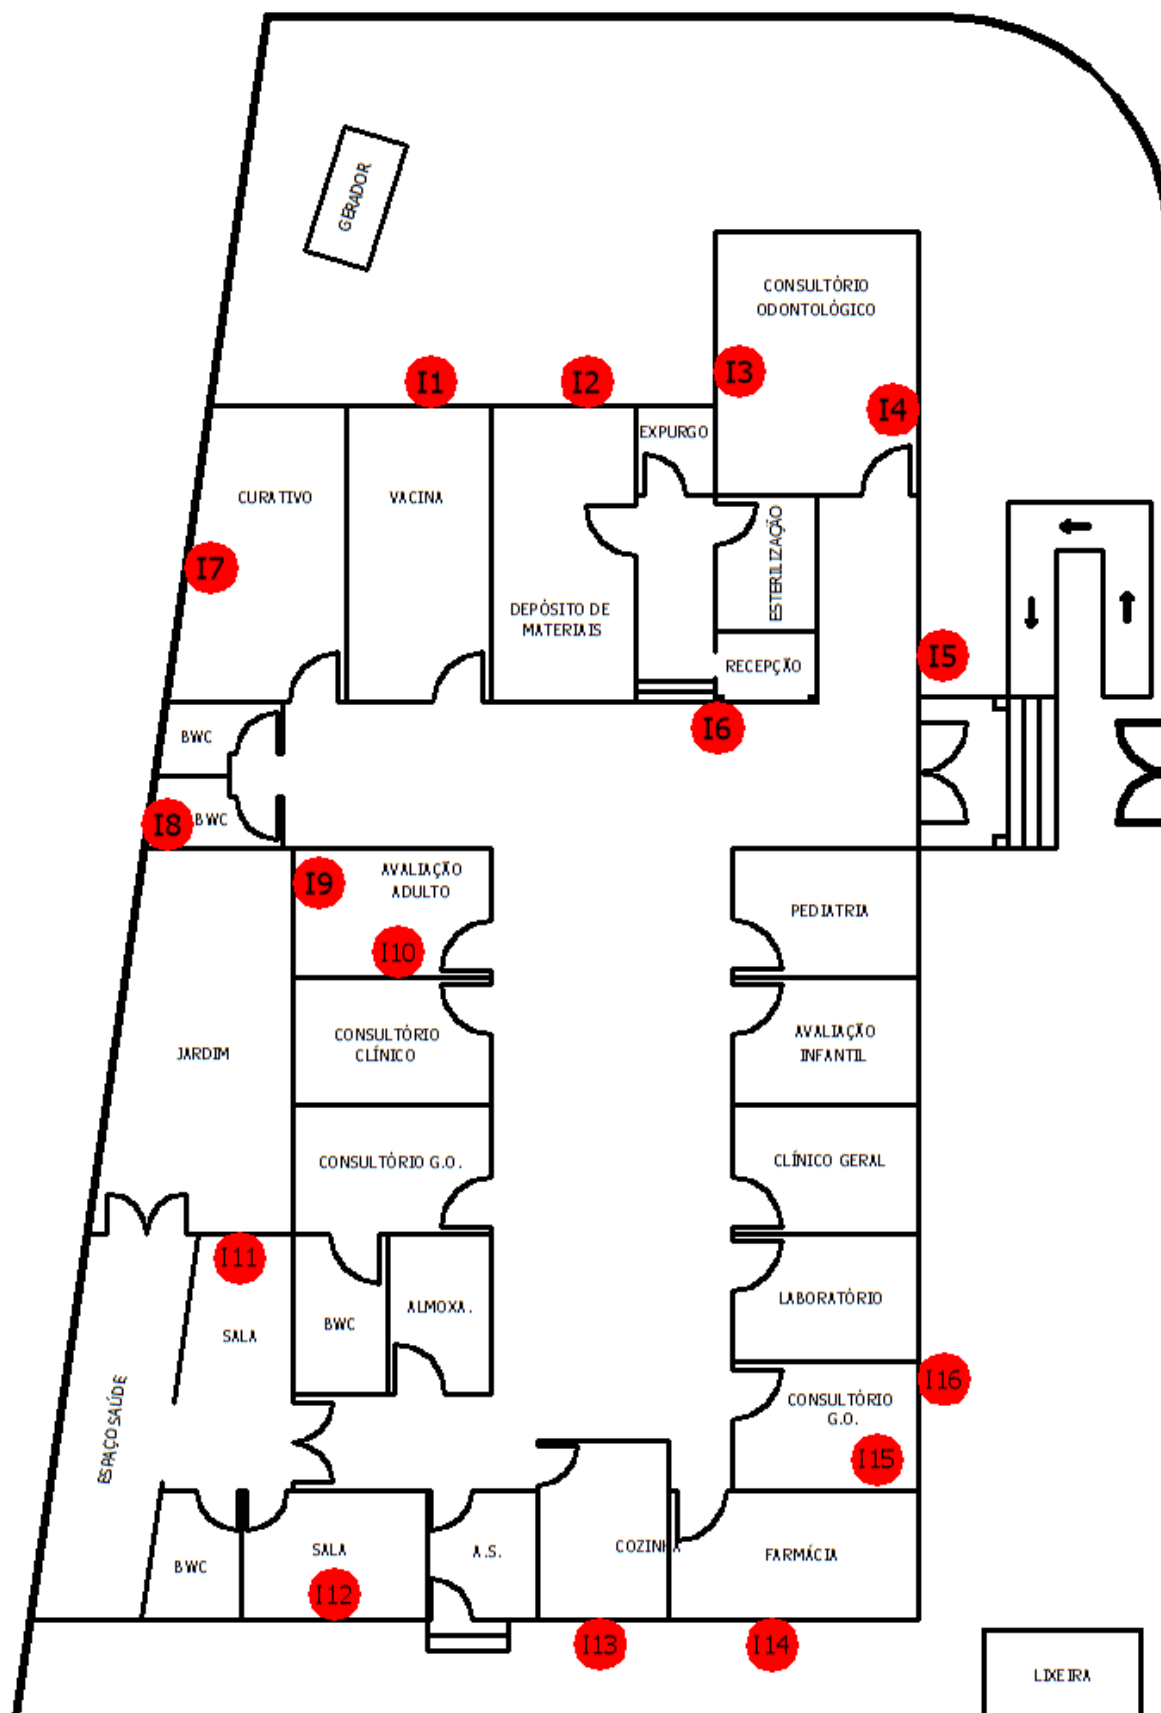 GERADOR
CONSULTÓRIO
ODONTOLÓGICO
I1
I2
I3
I4
EXPURGO
CURATIVO
VACINA
ESTERILIZAÇÃO
I7
DEPÓSITO DE
MATERIAIS
I5
RECEPÇÃO
I6
BWC
I8
BWC
I9
AVALIAÇÃO
ADULTO
PEDIATRIA
I10
CONSULTÓRIO
CLÍNICO
AVALIAÇÃO
INFANTIL
JARDIM
CONSULTÓRIO G.O.
CLÍNICO GERAL
I11
SALA
BWC
ALMOXA.
LABORATÓRIO
I16
ESPAÇO SAÚDE
CONSULTÓRIO
G.O.
I15
BWC
SALA
I12
A.S.
COZINHA
FARMÁCIA
I13
I14
LIXEIRA